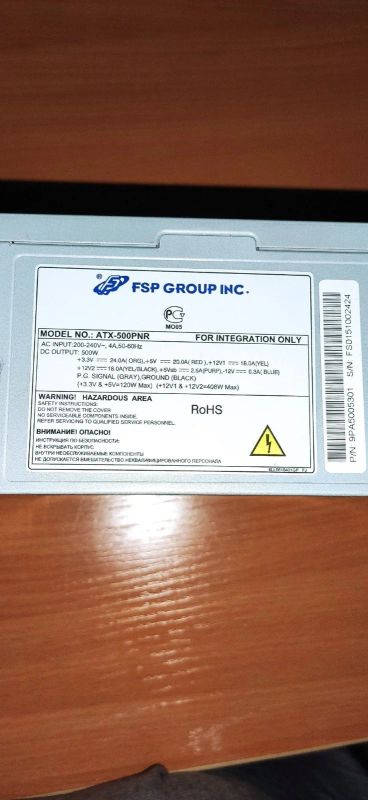 ® FSP GROUP INC.
РС
MO05
MODEL NO.: ATX-500PNR FOR INTEGRATION ONLY
AC INPUT:200-240V~, 4A,50-60Hz
DC OUTPUT: 500W
+3.3V ⎓ 24.0A( ORG),+5V ⎓ 20.0A( RED ),+12V1 ⎓ 16.0A(YEL)
+12V2 ⎓ 18.0A(YEL/BLACK), +5Vsb ⎓ 2.5A(PURP),-12V ⎓ 0.3A( BLUE)
P.G. SIGNAL (GRAY),GROUND (BLACK)
(+3.3V & +5V=120W Max) (+12V1 & +12V2=408W Max)
WARNING! HAZARDOUS AREA
SAFETY INSTRUCTIONS:
DO NOT REMOVE THE COVER
NO SERVICEABLE COMPONENTS INSIDE,
REFER SERVICING TO QUALIFIED SERVICE PERSONNEL.
RoHS
ВНИМАНИЕ! ОПАСНО!
ИНСТРУКЦИЯ ПО БЕЗОПАСНОСТИ:
НЕ ВСКРЫВАТЬ КОРПУС
ВНУТРИ НЕОБСЛУЖИВАЕМЫЕ КОМПОНЕНТЫ
НЕ ДОПУСКАЕТСЯ ВМЕШАТЕЛЬСТВО НЕКВАЛИФИЦИРОВАННОГО ПЕРСОНАЛА
P/N: 9PA5005301 S/N: FSD151002424